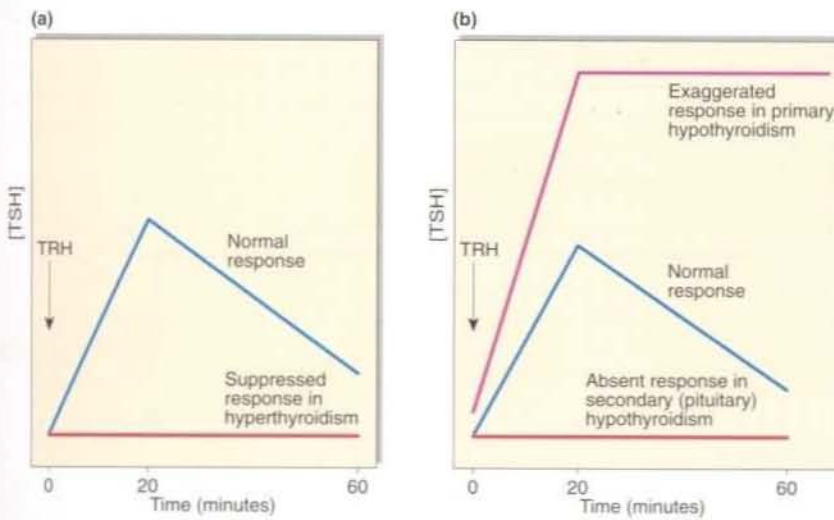 (a)
[TSH]
TRH
Normal
response
Suppressed
response in
hyperthyroidism
0
20
60
Time (minutes)
(b)
[TSH]
TRH
Exaggerated
response in primary
hypothyroidism
Normal
response
Absent response in
secondary (pituitary)
hypothyroidism
0
20
60
Time (minutes)